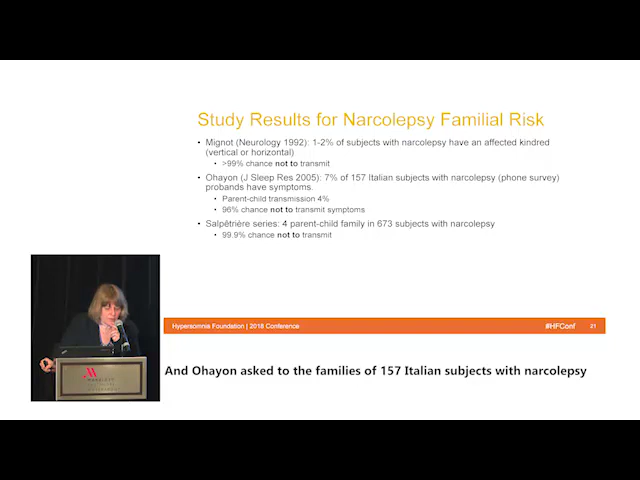 Study Results for Narcolepsy Familial Risk
• Mignot (Neurology 1992): 1-2% of subjects with narcolepsy have an affected kindred
(vertical or horizontal)
• >99% chance not to transmit
• Ohayon (J Sleep Res 2005): 7% of 157 Italian subjects with narcolepsy (phone survey)
probands have symptoms.
• Parent-child transmission 4%
• 96% chance not to transmit symptoms
• Salpêtrière series: 4 parent-child family in 673 subjects with narcolepsy
• 99.9% chance not to transmit
Hypersomnia Foundation | 2018 Conference
#HFConf
21
And Ohayon asked to the families of 157 Italian subjects with narcolepsy